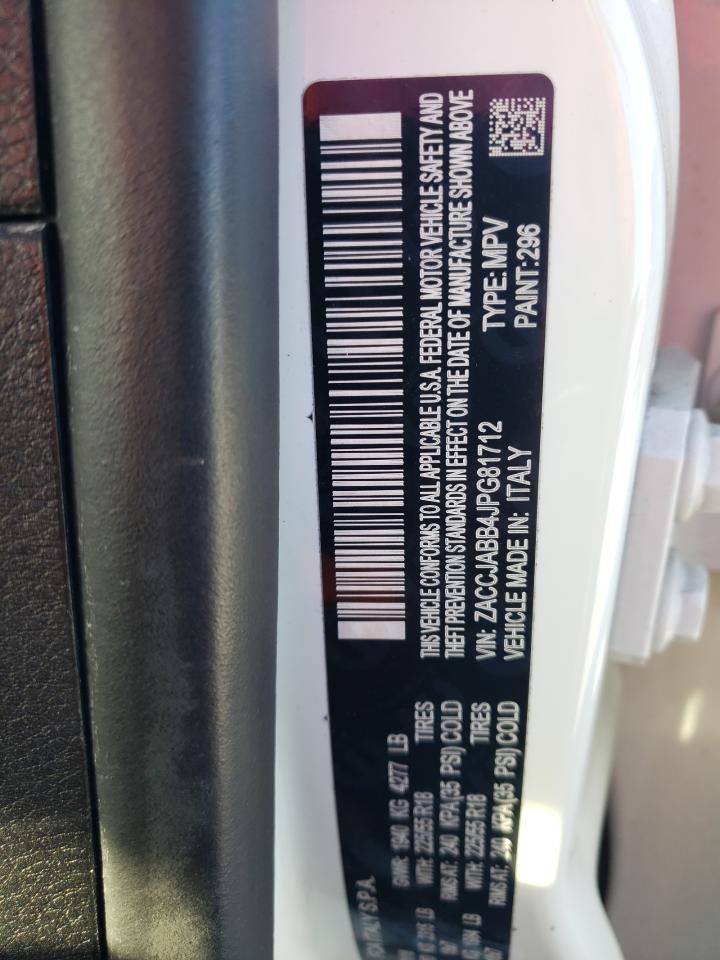 FCA ITALY S.P.A.
GVWR: 1940 KG 4277 LB
WITH: 225/55 R18 TIRES
RIMS AT: 240 KPA(35 PSI) COLD
WITH: 225/55 R18 TIRES
RIMS AT: 240 KPA(35 PSI) COLD
THIS VEHICLE CONFORMS TO ALL APPLICABLE U.S.A. FEDERAL MOTOR VEHICLE SAFETY AND
THEFT PREVENTION STANDARDS IN EFFECT ON THE DATE OF MANUFACTURE SHOWN ABOVE
VIN: ZACCJABB4JPG81712 TYPE: MPV
VEHICLE MADE IN: ITALY PAINT: 296